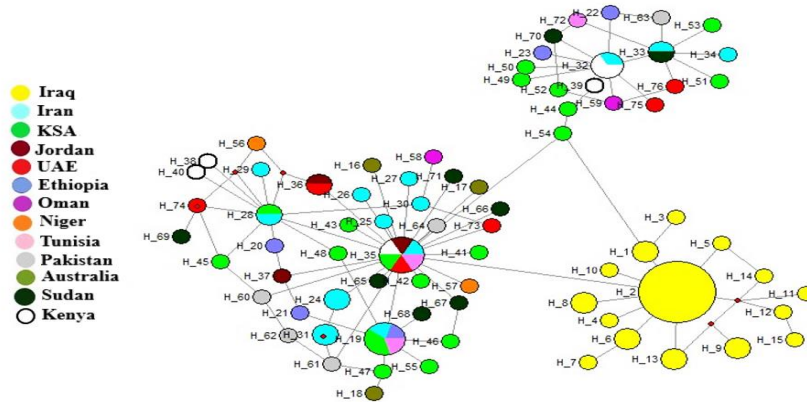 Iraq
Iran
KSA
Jordan
UAE
Ethiopia
Oman
Niger
Tunisia
Pakistan
Australia
Sudan
Kenya
H_72
H_22
H_63
H_53
H_70
H_33
H_34
H_23
H_32
H_50
H_49
H_52
H_39
H_76
H_51
H_44
H_59
H_75
H_54
H_56
H_38
H_40
H_29
H_36
H_16
H_27
H_58
H_71
H_17
H_26
H_30
H_66
H_74
H_28
H_25
H_64
H_73
H_43
H_69
H_20
H_48
H_35
H_41
H_45
H_37
H_65
H_42
H_57
H_60
H_24
H_67
H_21
H_68
H_62
H_31
H_19
H_46
H_61
H_47
H_55
H_18
H_3
H_1
H_5
H_10
H_2
H_14
H_8
H_11
H_12
H_4
H_6
H_15
H_7
H_13
H_9